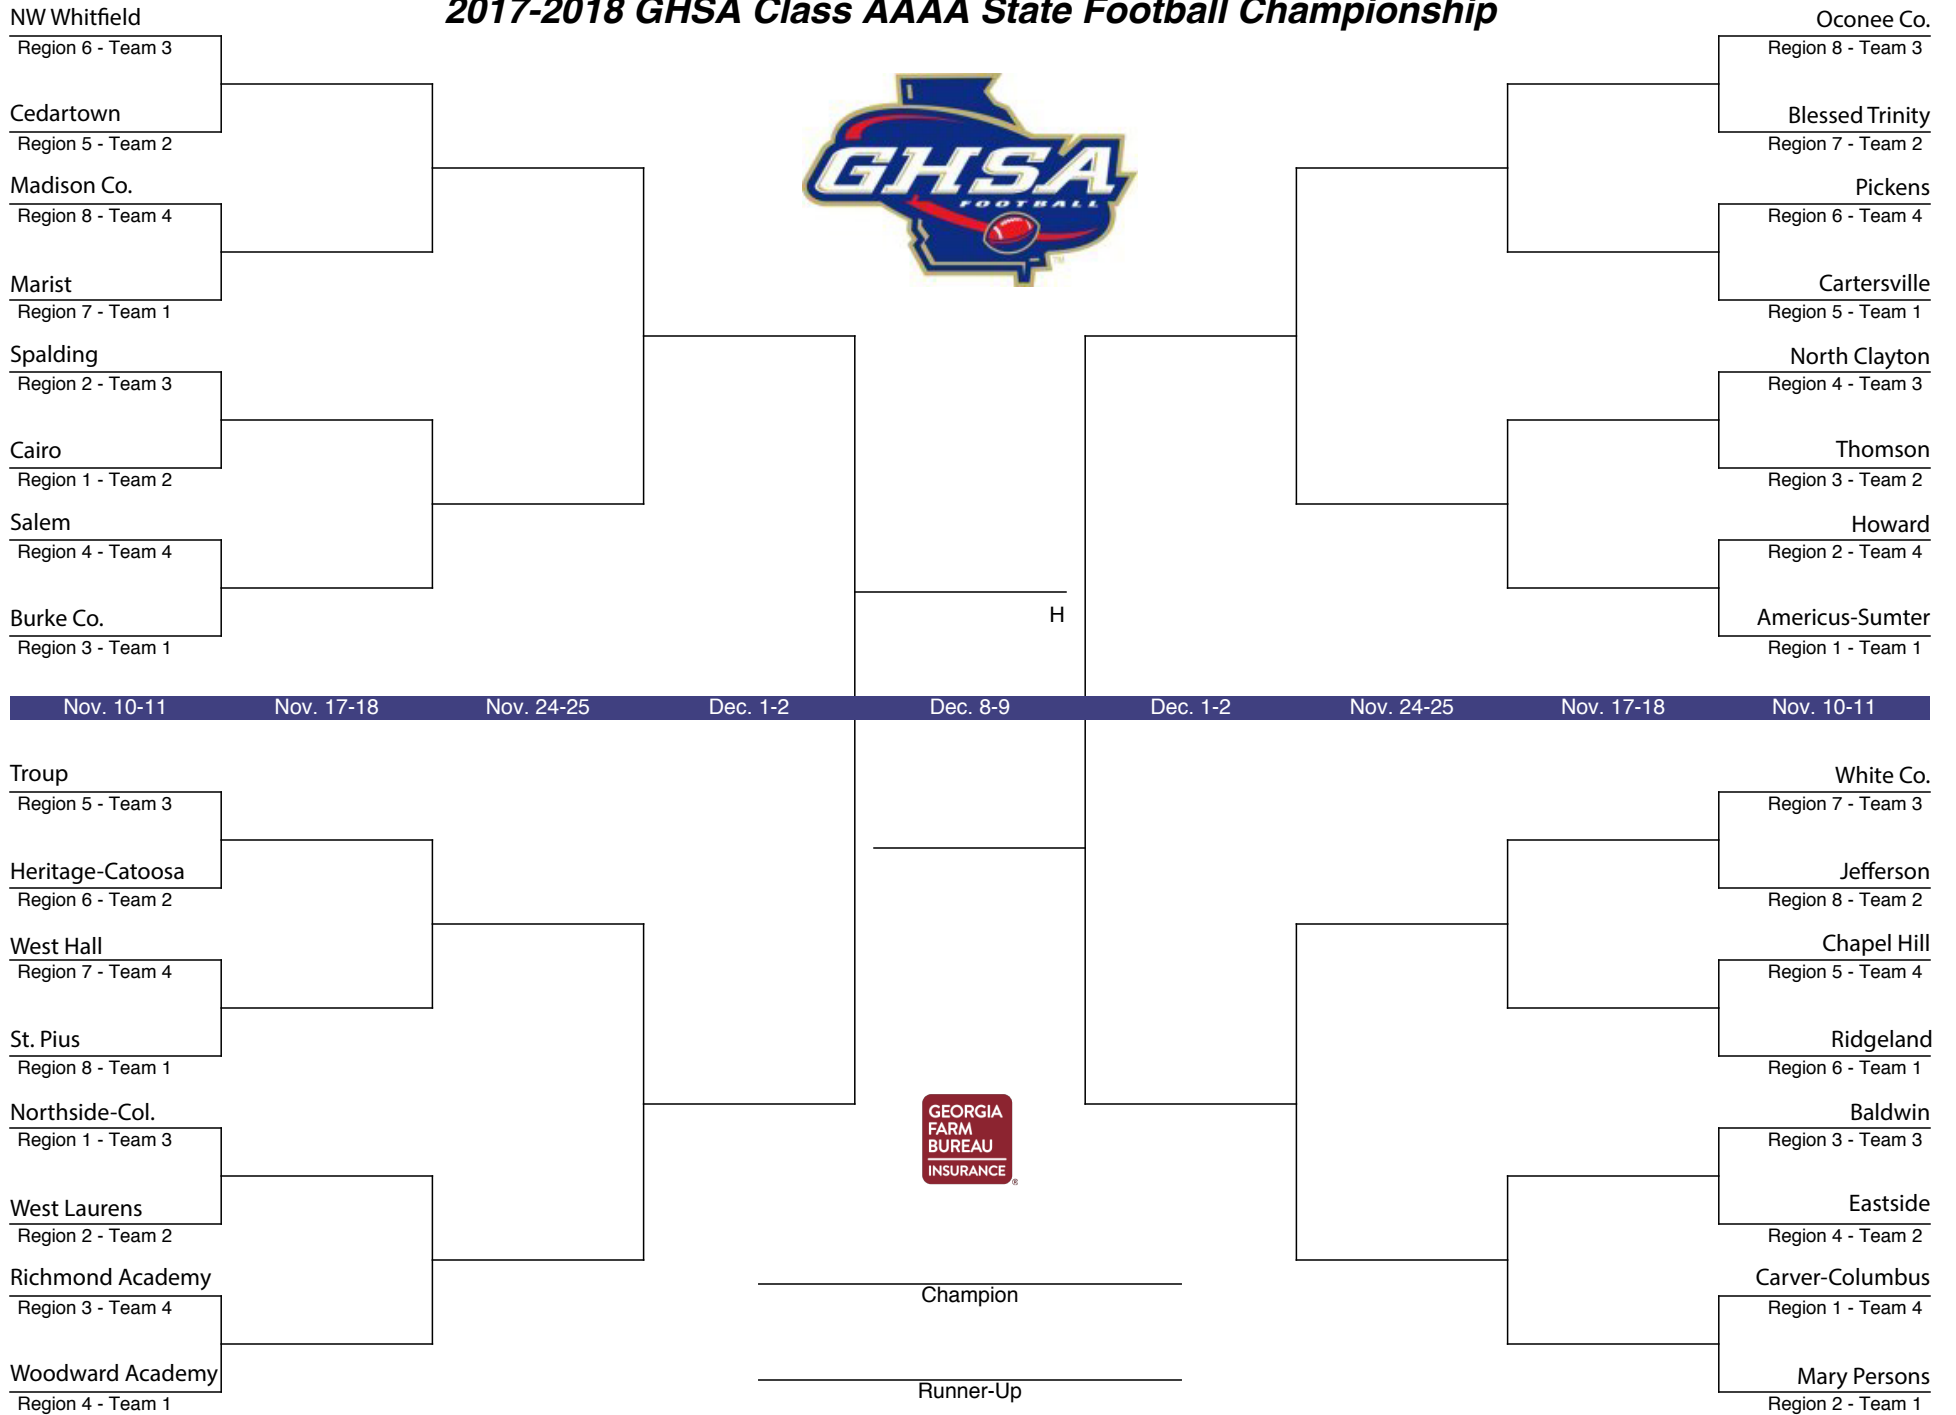 2017-2018 GHSA Class AAAA State Football Championship
NW Whitfield
Region 6 - Team 3
Cedartown
Region 5 - Team 2
Madison Co.
Region 8 - Team 4
Marist
Region 7 - Team 1
Spalding
Region 2 - Team 3
Cairo
Region 1 - Team 2
Salem
Region 4 - Team 4
Burke Co.
Region 3 - Team 1
GHSA
FOOTBALL
TM
H
Oconee Co.
Region 8 - Team 3
Blessed Trinity
Region 7 - Team 2
Pickens
Region 6 - Team 4
Cartersville
Region 5 - Team 1
North Clayton
Region 4 - Team 3
Thomson
Region 3 - Team 2
Howard
Region 2 - Team 4
Americus-Sumter
Region 1 - Team 1
Nov. 10-11 Nov. 17-18 Nov. 24-25 Dec. 1-2 Dec. 8-9 Dec. 1-2 Nov. 24-25 Nov. 17-18 Nov. 10-11
Troup
Region 5 - Team 3
Heritage-Catoosa
Region 6 - Team 2
West Hall
Region 7 - Team 4
St. Pius
Region 8 - Team 1
Northside-Col.
Region 1 - Team 3
West Laurens
Region 2 - Team 2
Richmond Academy
Region 3 - Team 4
Woodward Academy
Region 4 - Team 1
GEORGIA
FARM
BUREAU
INSURANCE
®
Champion
Runner-Up
White Co.
Region 7 - Team 3
Jefferson
Region 8 - Team 2
Chapel Hill
Region 5 - Team 4
Ridgeland
Region 6 - Team 1
Baldwin
Region 3 - Team 3
Eastside
Region 4 - Team 2
Carver-Columbus
Region 1 - Team 4
Mary Persons
Region 2 - Team 1